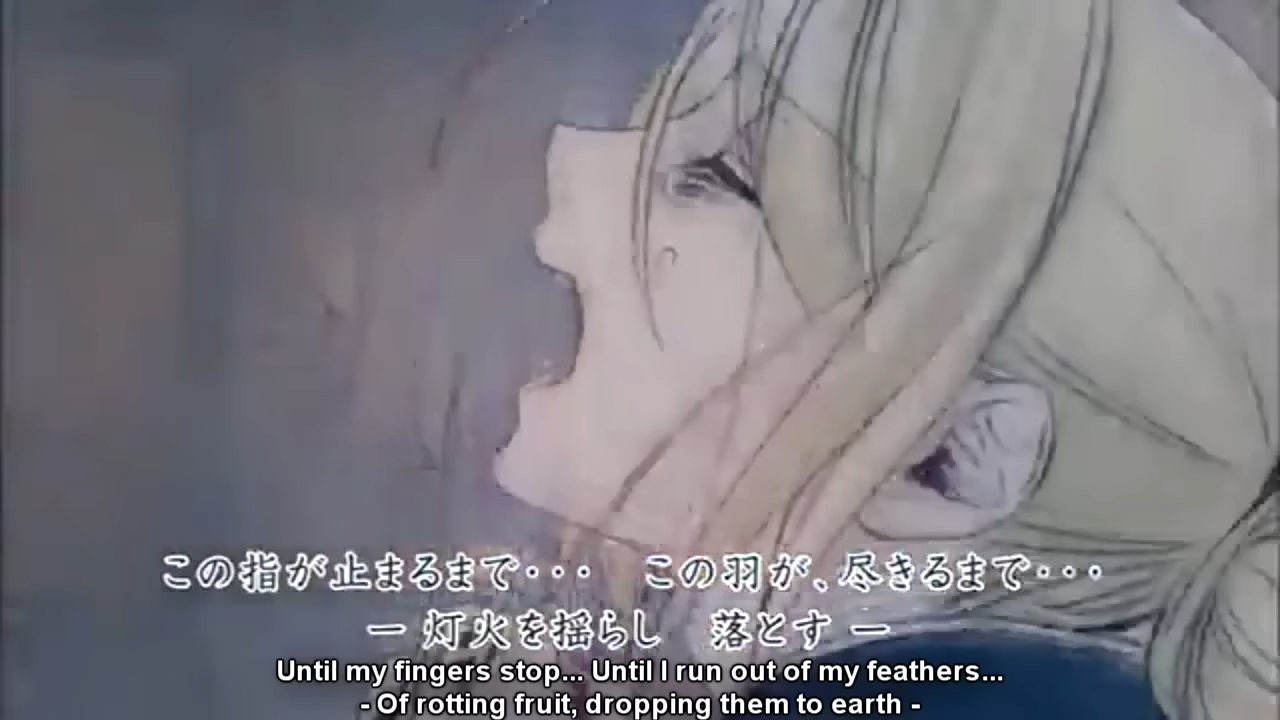 この指が止まるまで・・・　この羽が、尽きるまで・・・
― 灯火を揺らし　落とす ―
Until my fingers stop... Until I run out of my feathers...
- Of rotting fruit, dropping them to earth -